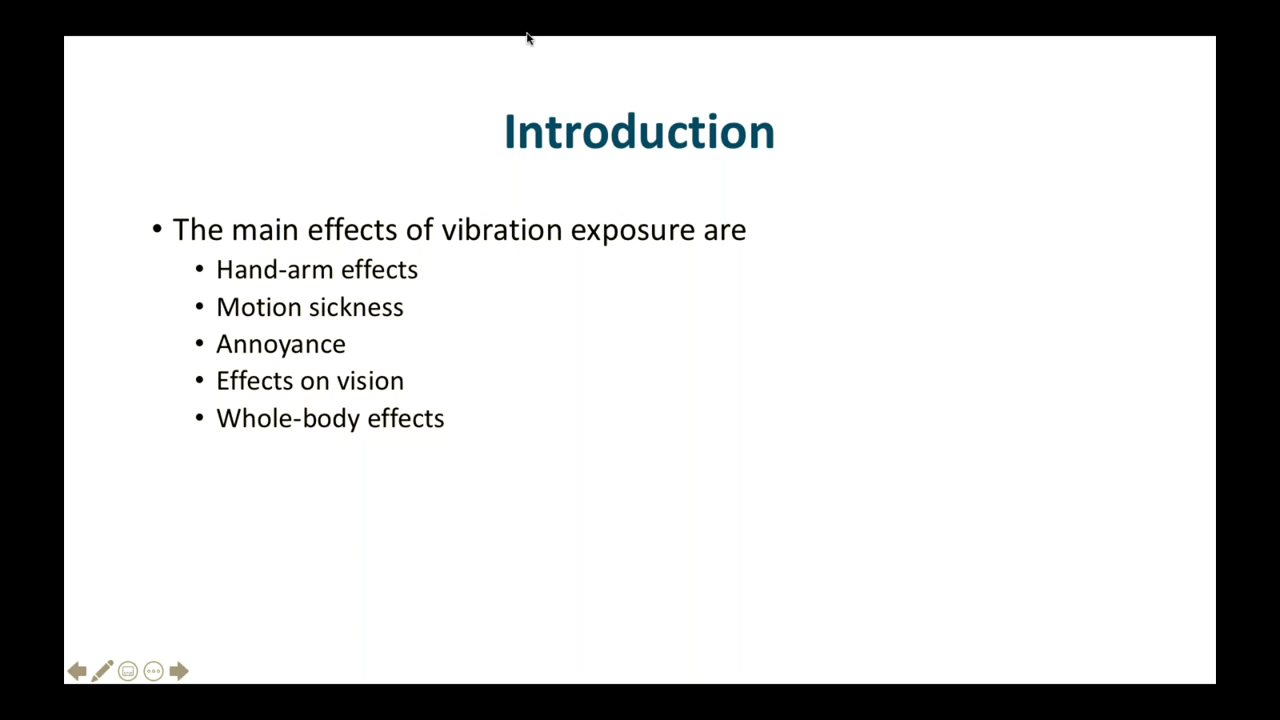 Introduction
• The main effects of vibration exposure are
• Hand-arm effects
• Motion sickness
• Annoyance
• Effects on vision
• Whole-body effects